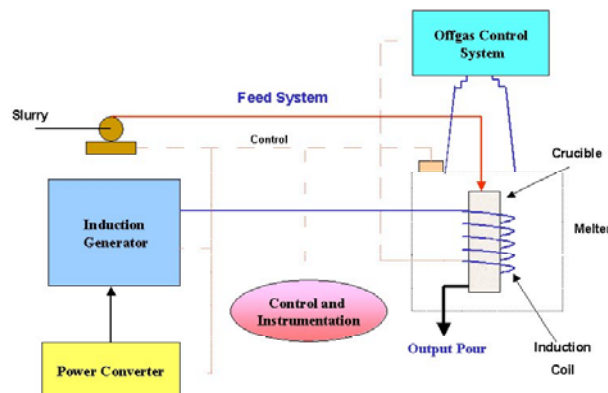 Offgas Control
System
Feed System
Slurry
Control
Crucible
Induction
Generator
Melter
Control and
Instrumentation
Output Pour
Induction
Coil
Power Converter